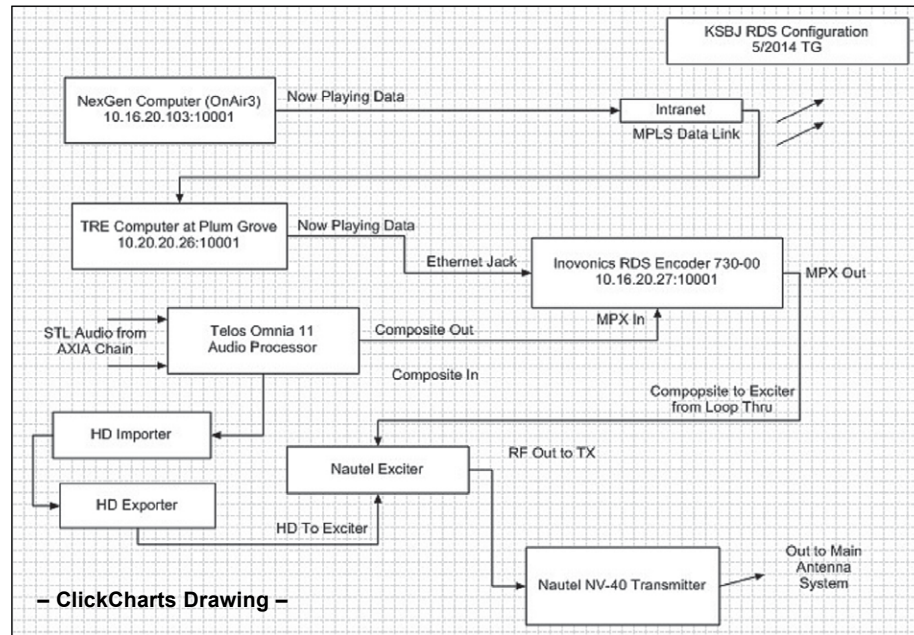 KSBJ RDS Configuration
5/2014 TG
NexGen Computer (OnAir3)
10.16.20.103:10001
Now Playing Data
Intranet
MPLS Data Link
TRE Computer at Plum Grove
10.20.20.26:10001
Now Playing Data
Ethernet Jack
Inovonics RDS Encoder 730-00
10.16.20.27:10001
MPX Out
MPX In
STL Audio from
AXIA Chain
Telos Omnia 11
Audio Processor
Composite Out
Composite In
Compopsite to Exciter
from Loop Thru
HD Importer
Nautel Exciter
RF Out to TX
HD Exporter
HD To Exciter
Nautel NV-40 Transmitter
Out to Main
Antenna
System
– ClickCharts Drawing –